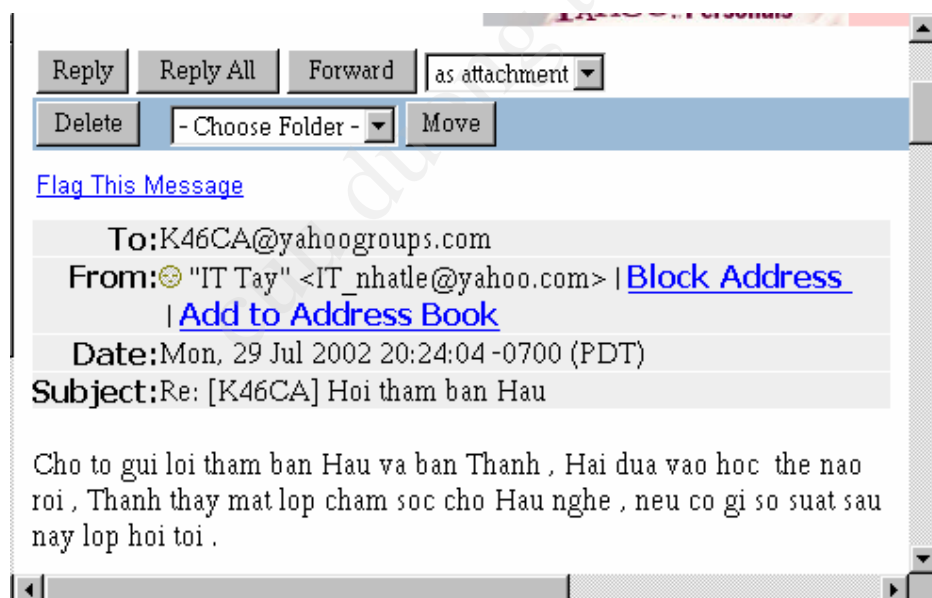 Reply Reply All Forward as attachment
Delete - Choose Folder - Move
Flag This Message
To: K46CA@yahoogroups.com
From: "IT Tay" <IT_nhatle@yahoo.com> | Block Address
| Add to Address Book
Date: Mon, 29 Jul 2002 20:24:04 -0700 (PDT)
Subject: Re: [K46CA] Hoi tham ban Hau
Cho to gui loi tham ban Hau va ban Thanh , Hai dua vao hoc the nao
roi , Thanh thay mat lop cham soc cho Hau nghe , neu co gi so suat sau
nay lop hoi toi .